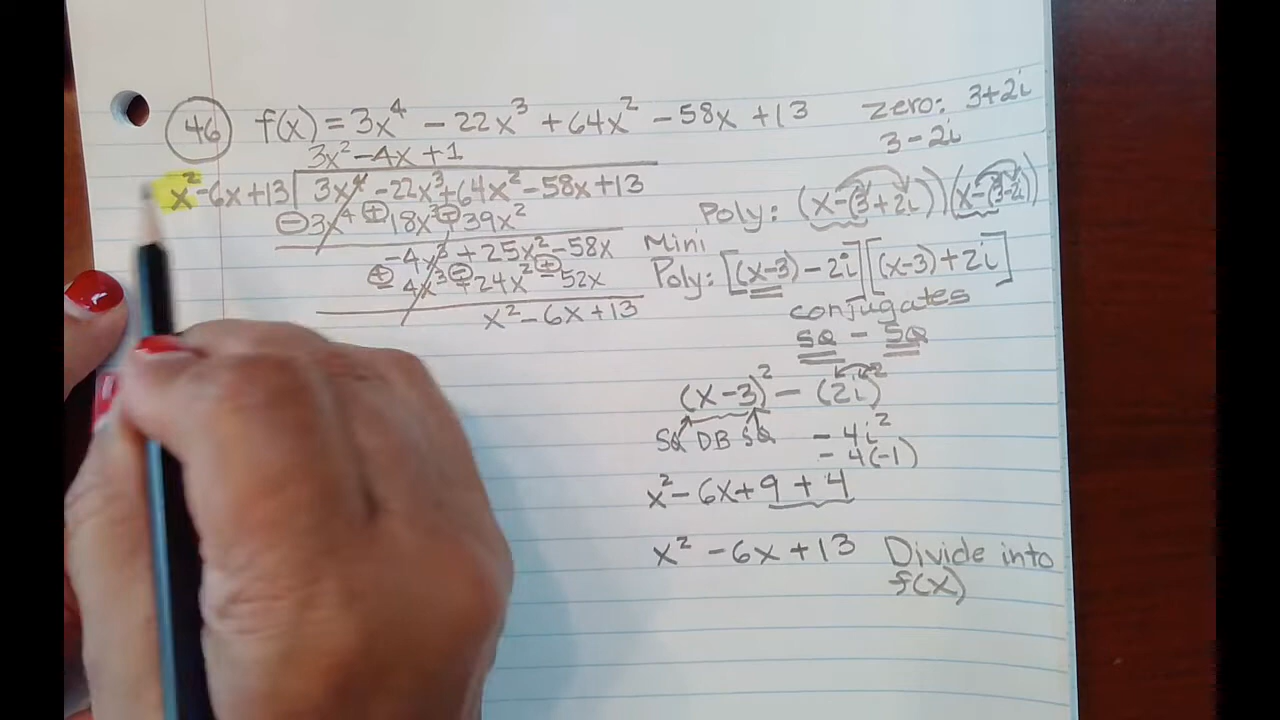 46 f(x) = 3x⁴ - 22x³ + 64x² - 58x + 13
zero: 3+2i
3-2i
3x² - 4x + 1
x² - 6x + 13 | 3x⁴ - 22x³ + 64x² - 58x + 13
⊖ 3x⁴ ⊕ 18x³ 39x²
-4x³ + 25x² - 58x
4x³ 24x² 52x
x² - 6x + 13
Poly: (x-(3+2i))(x-(3-2i))
Mini
Poly: [(x-3)-2i][(x-3)+2i]
conjugates
SQ - SQ
(x-3)² - (2i)²
SQ DB SQ - 4i²
- 4(-1)
x² - 6x + 9 + 4
x² - 6x + 13 Divide into
f(x)